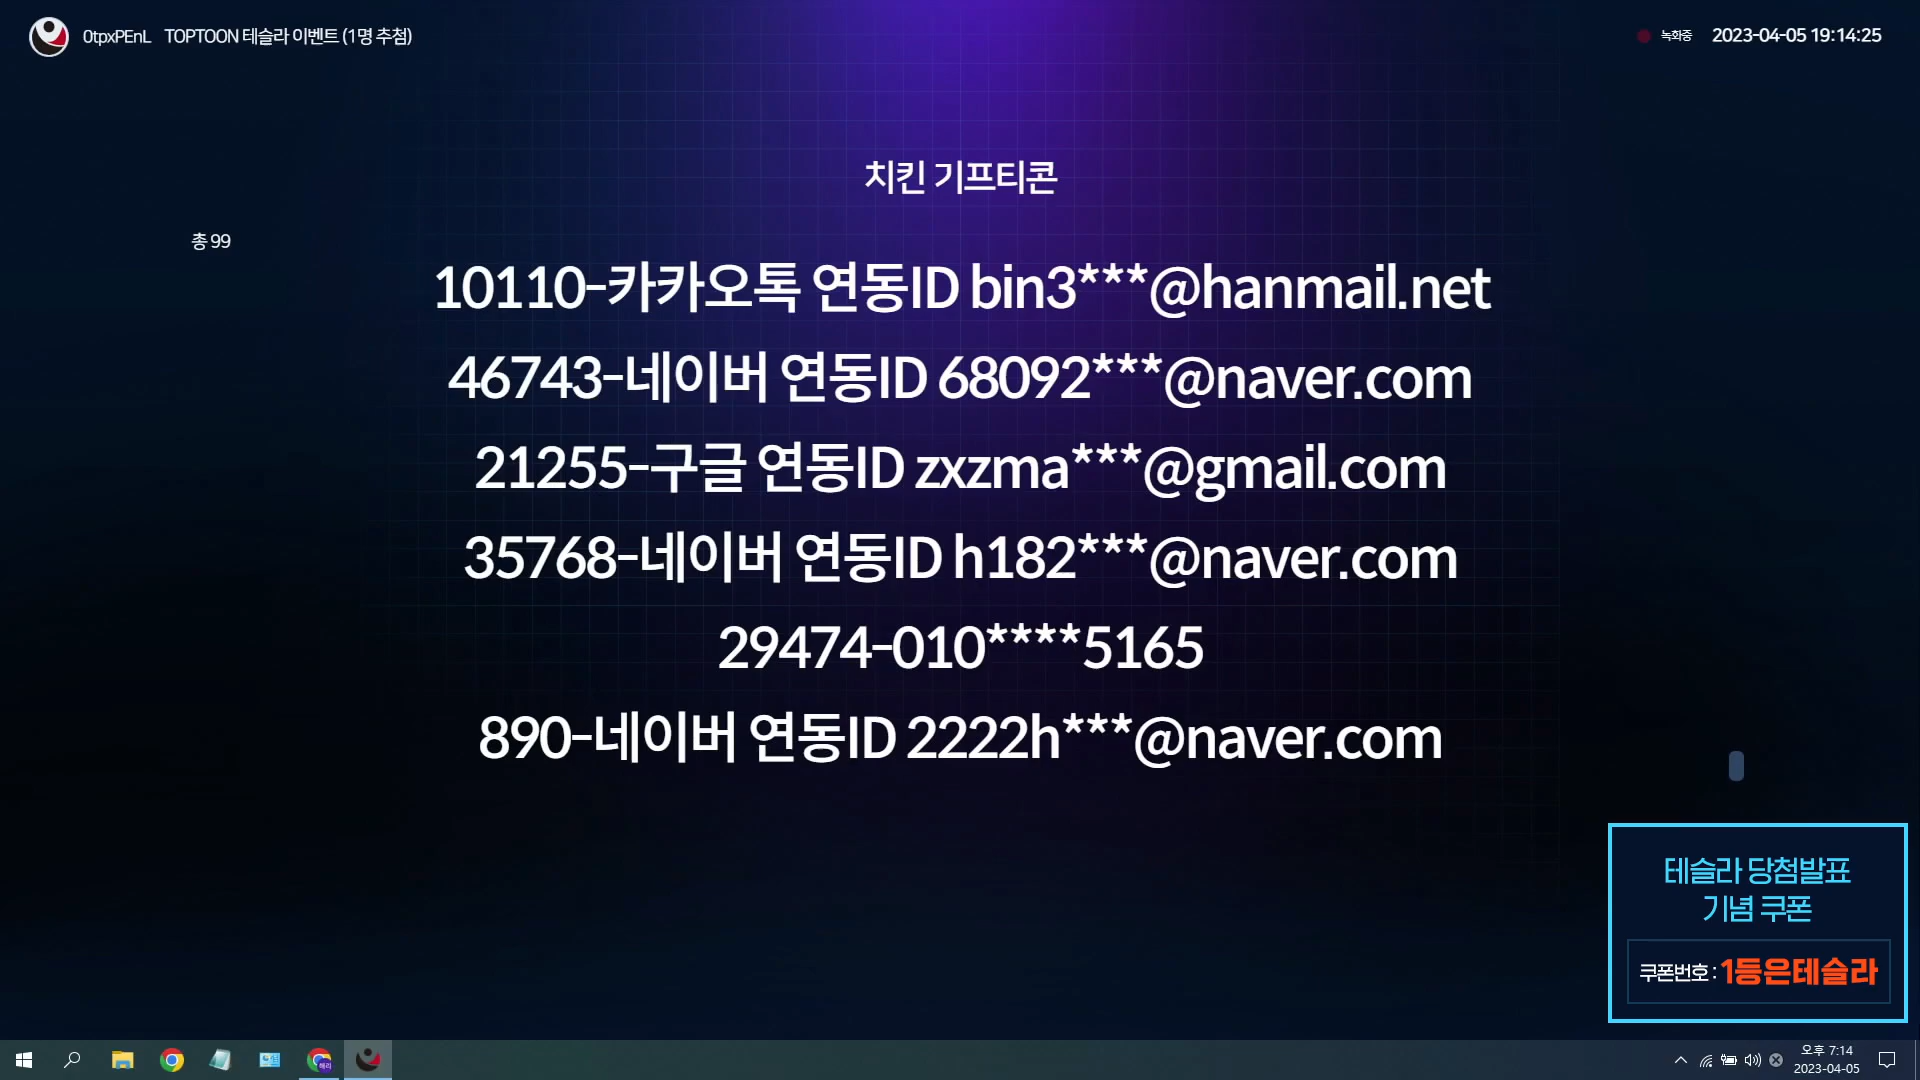 0tpxPEnL TOPTOON 테슬라 이벤트 (1명 추첨)
녹화중 2023-04-05 19:14:25
치킨 기프티콘
총 99
10110-카카오톡 연동ID bin3***@hanmail.net
46743-네이버 연동ID 68092***@naver.com
21255-구글 연동ID zxzma***@gmail.com
35768-네이버 연동ID h182***@naver.com
29474-010****5165
890-네이버 연동ID 2222h***@naver.com
테슬라 당첨발표
기념 쿠폰
쿠폰번호 : 1등은테슬라
해리
오후 7:14
2023-04-05